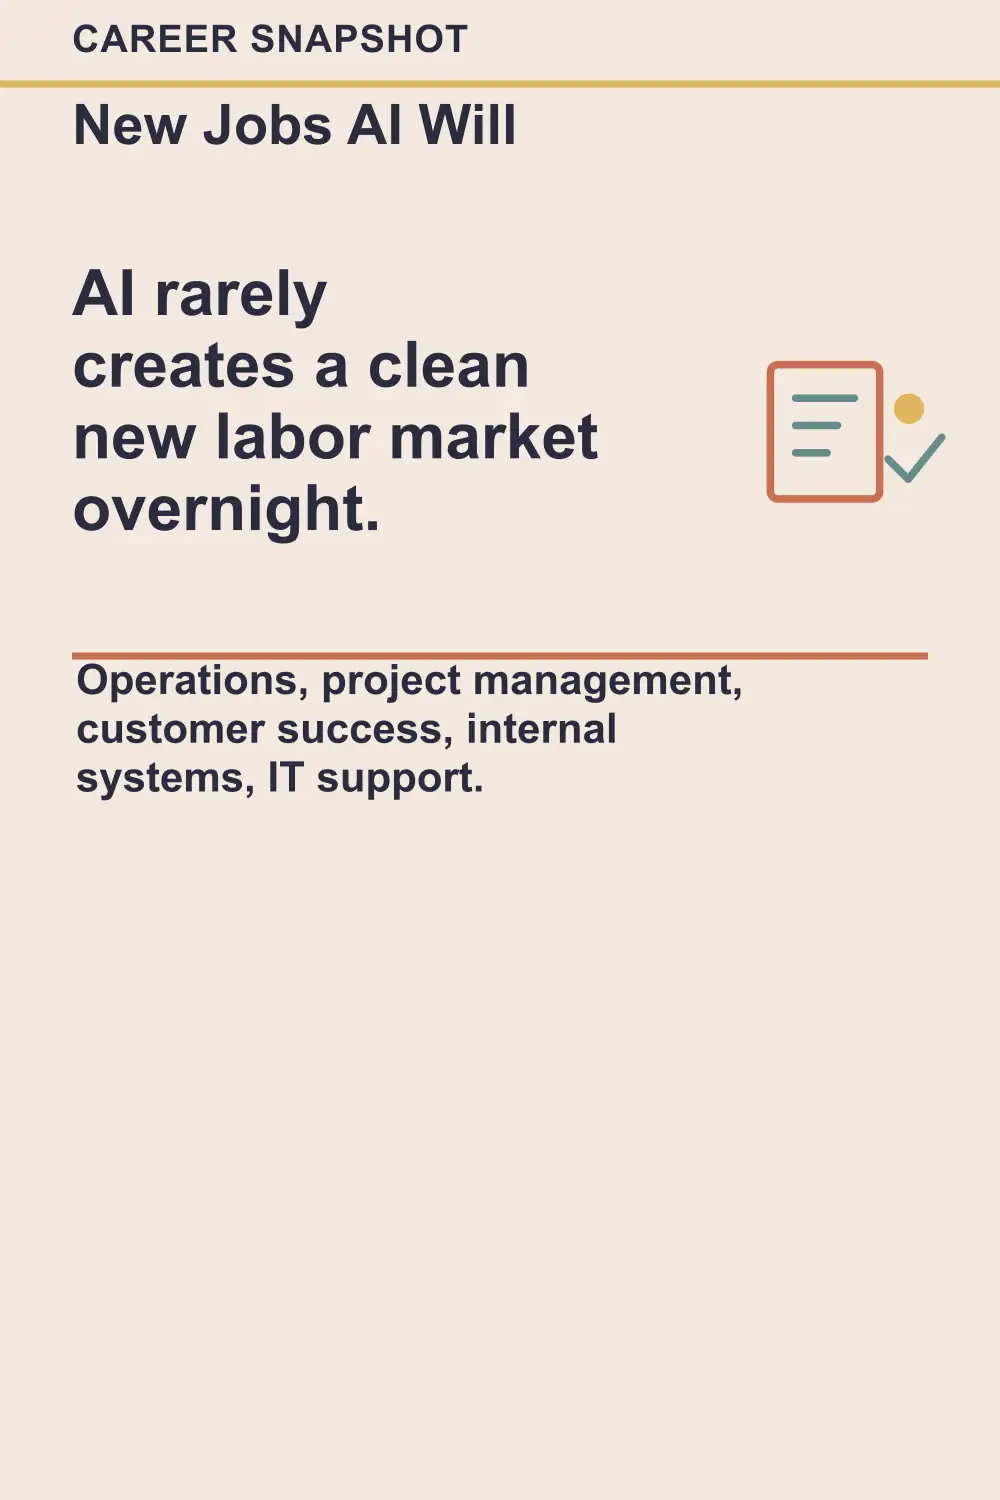 CAREER SNAPSHOT
New Jobs AI Will
AI rarely
creates a clean
new labor market
overnight.
Operations, project management,
customer success, internal
systems, IT support.